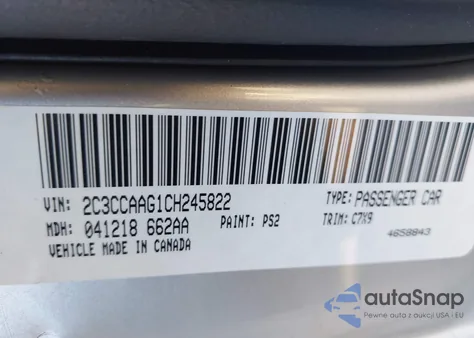 VIN: 2C3CCAAG1CH245822 TYPE: PASSENGER CAR
MDH: 041218 662AA PAINT: PS2 TRIM: C7X9
VEHICLE MADE IN CANADA 4658843
autoSnap
Pewne auta z aukcji USA i EU